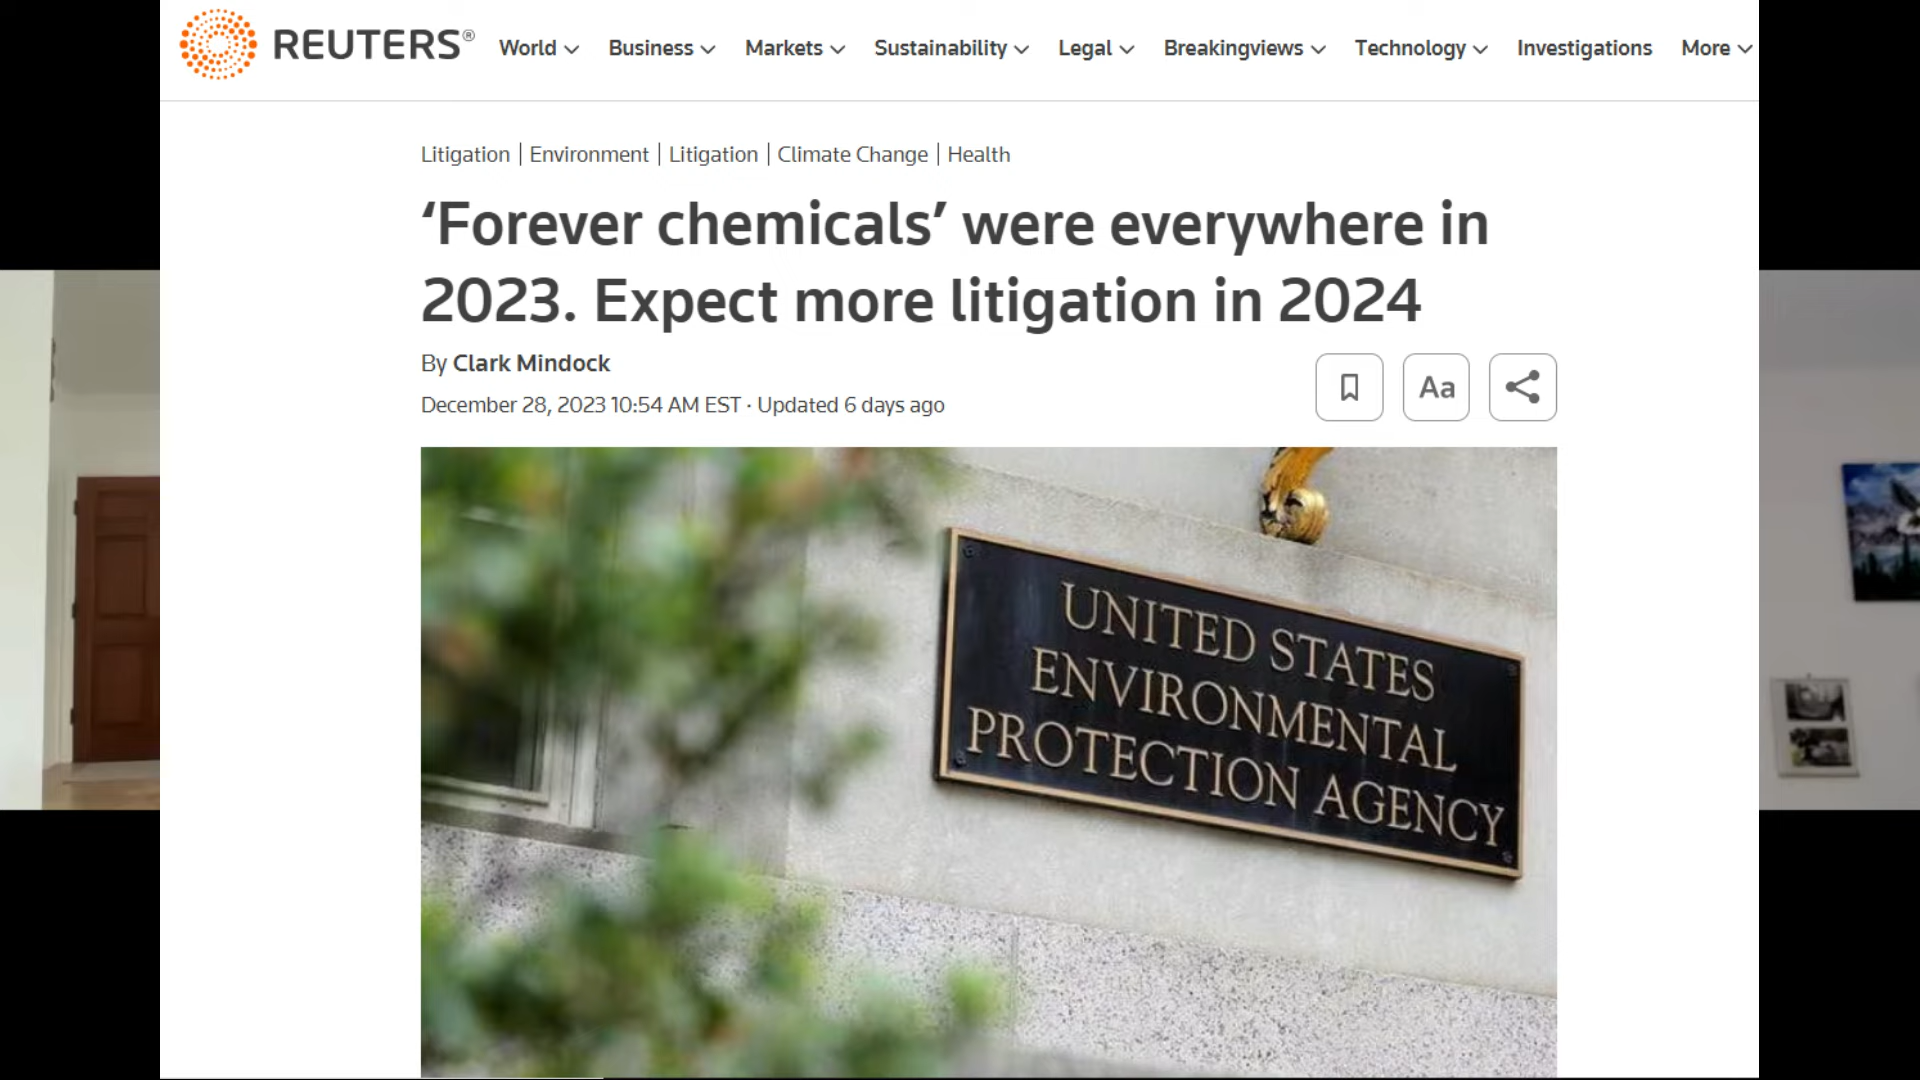 REUTERS®
World Business Markets Sustainability Legal Breakingviews Technology Investigations More
Litigation | Environment | Litigation | Climate Change | Health
‘Forever chemicals’ were everywhere in
2023. Expect more litigation in 2024
By Clark Mindock
December 28, 2023 10:54 AM EST · Updated 6 days ago
Aa
UNITED STATES
ENVIRONMENTAL
PROTECTION AGENCY